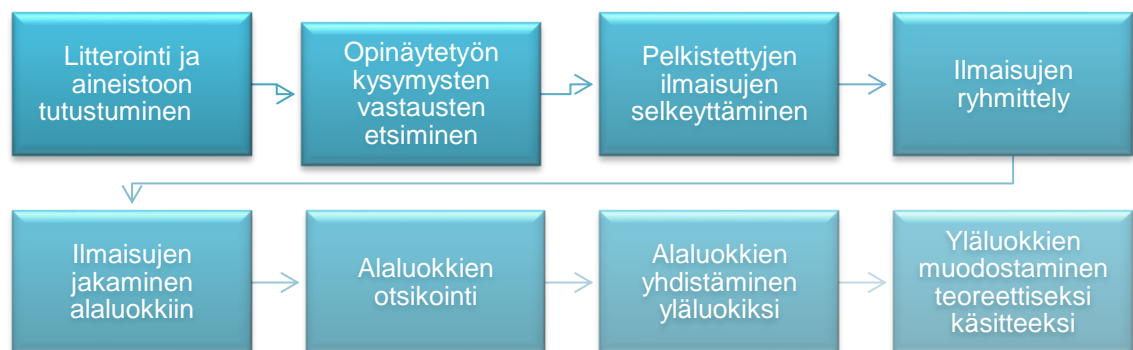 Litterointi ja
aineistoon
tutustuminen
Opinäytetyön
kysymysten
vastausten
etsiminen
Pelkistettyjen
ilmaisujen
selkeyttäminen
Ilmaisujen
ryhmittely
Ilmaisujen
jakaminen
alaluokkiin
Alaluokkien
otsikointi
Alaluokkien
yhdistäminen
yläluokiksi
Yläluokkien
muodostaminen
teoreettiseksi
käsitteeksi